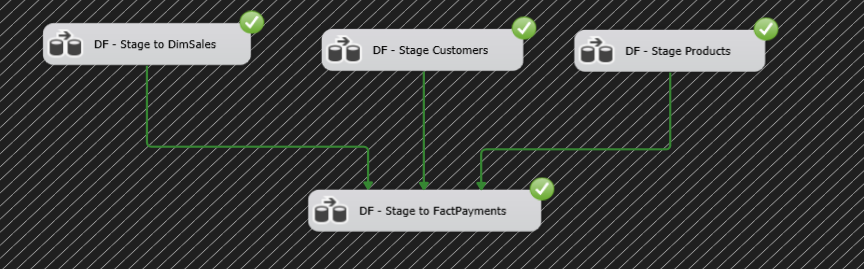 DF - Stage to DimSales
DF - Stage Customers
DF - Stage Products
DF - Stage to FactPayments